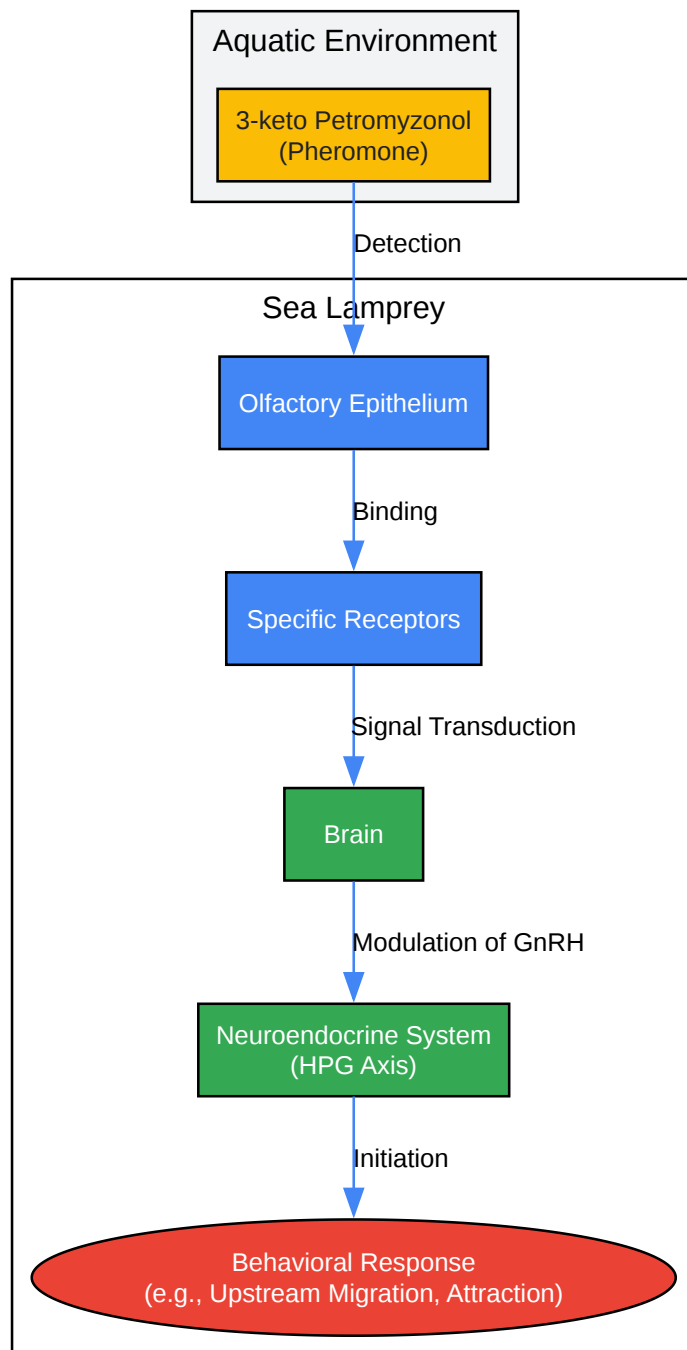 Aquatic Environment
3-keto Petromyzonol
(Pheromone)
Detection
Sea Lamprey
Olfactory Epithelium
Binding
Specific Receptors
Signal Transduction
Brain
Modulation of GnRH
Neuroendocrine System
(HPG Axis)
Initiation
Behavioral Response
(e.g., Upstream Migration, Attraction)